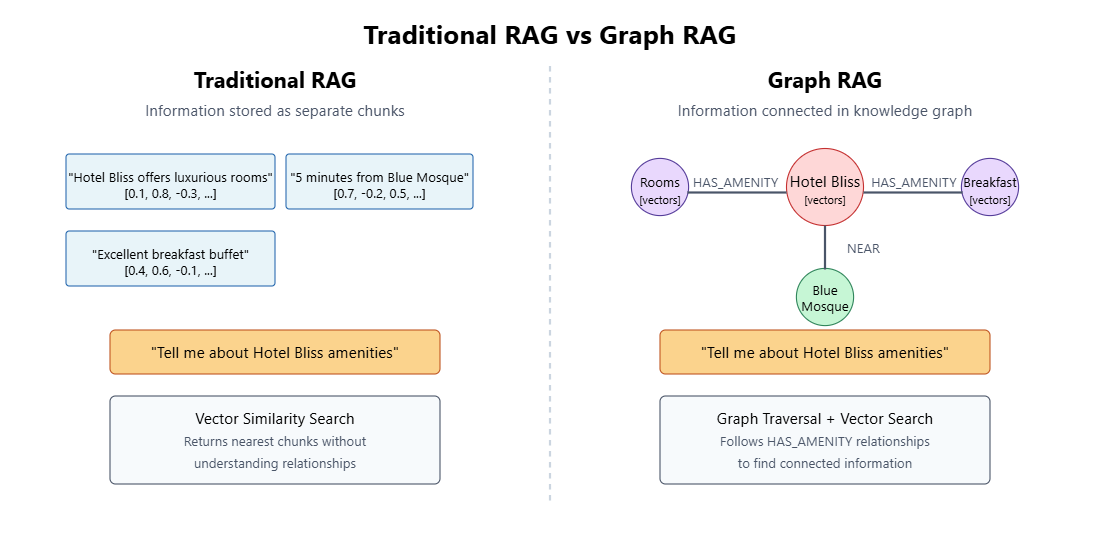 Traditional RAG vs Graph RAG
Traditional RAG
Information stored as separate chunks
"Hotel Bliss offers luxurious rooms"
[0.1, 0.8, -0.3, ...]
"5 minutes from Blue Mosque"
[0.7, -0.2, 0.5, ...]
"Excellent breakfast buffet"
[0.4, 0.6, -0.1, ...]
"Tell me about Hotel Bliss amenities"
Vector Similarity Search
Returns nearest chunks without
understanding relationships
Graph RAG
Information connected in knowledge graph
Rooms
[vectors]
HAS_AMENITY
Hotel Bliss
[vectors]
HAS_AMENITY
Breakfast
[vectors]
NEAR
Blue
Mosque
"Tell me about Hotel Bliss amenities"
Graph Traversal + Vector Search
Follows HAS_AMENITY relationships
to find connected information